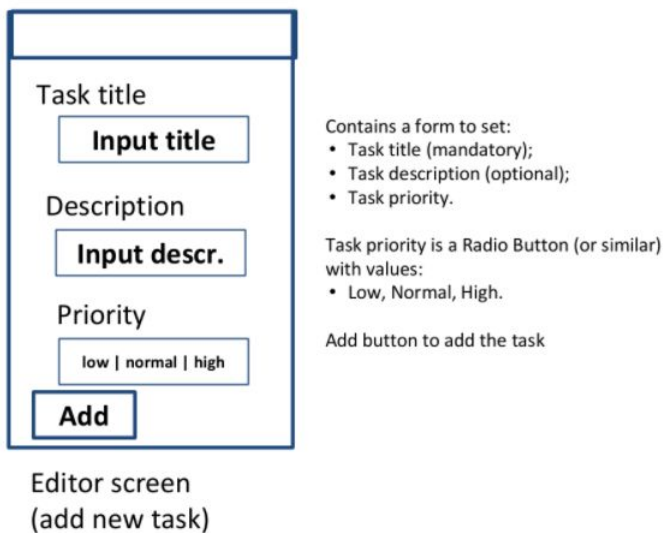 Task title
Input title
Description
Input descr.
Priority
low | normal | high
Add
Editor screen
(add new task)
Contains a form to set:
• Task title (mandatory);
• Task description (optional);
• Task priority.
Task priority is a Radio Button (or similar)
with values:
• Low, Normal, High.
Add button to add the task